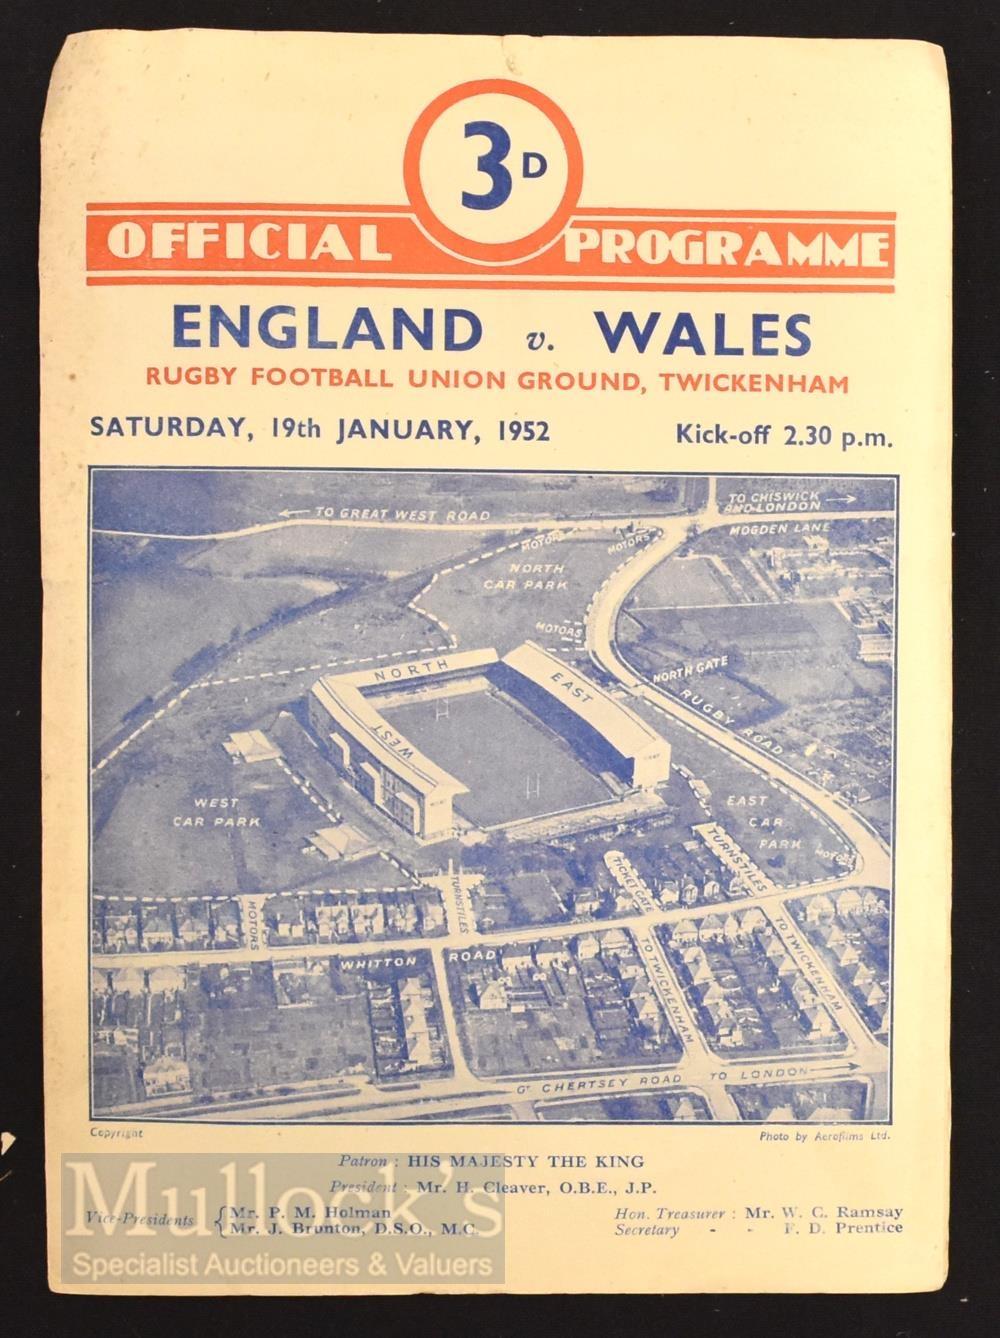 3D
OFFICIAL PROGRAMME
ENGLAND v. WALES
RUGBY FOOTBALL UNION GROUND, TWICKENHAM
SATURDAY, 19th JANUARY, 1952 Kick-off 2.30 p.m.
TO GREAT WEST ROAD
TO CHISWICK
AND LONDON
MOGDEN LANE
MOTORS
MOTORS
NORTH
CAR PARK
MOTORS
NORTH GATE
RUGBY ROAD
NORTH
EAST
WEST
WEST
CAR PARK
EAST
CAR
PARK
MOTORS
TURNSTILES
TICKET GATE
TURNSTILES
MOTORS
WHITTON ROAD
TO TWICKENHAM
TO TWICKENHAM
GT CHERTSEY ROAD TO LONDON
Copyright Photo by Aerofilms Ltd.
Patron : HIS MAJESTY THE KING
President : Mr. H. Cleaver, O.B.E., J.P.
Vice-Presidents { Mr. P. M. Holman
Mr. J. Brunton, D.S.O., M.C.
Hon. Treasurer : Mr. W. C. Ramsay
Secretary - - F. D. Prentice
Mullock's
Specialist Auctioneers & Valuers